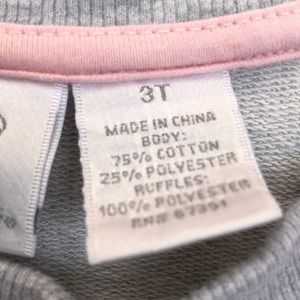 3T
MADE IN CHINA
BODY:
75% COTTON
25% POLYESTER
RUFFLES:
100% POLYESTER
RN#